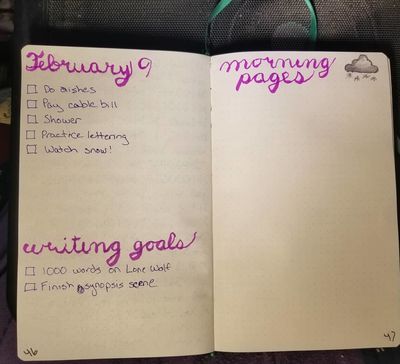 February 9
Do dishes
Pay cable bill
Shower
Practice lettering
Watch snow!
writing goals
1000 words on Lone Wolf
Finish synopsis scene
46
morning
pages
47